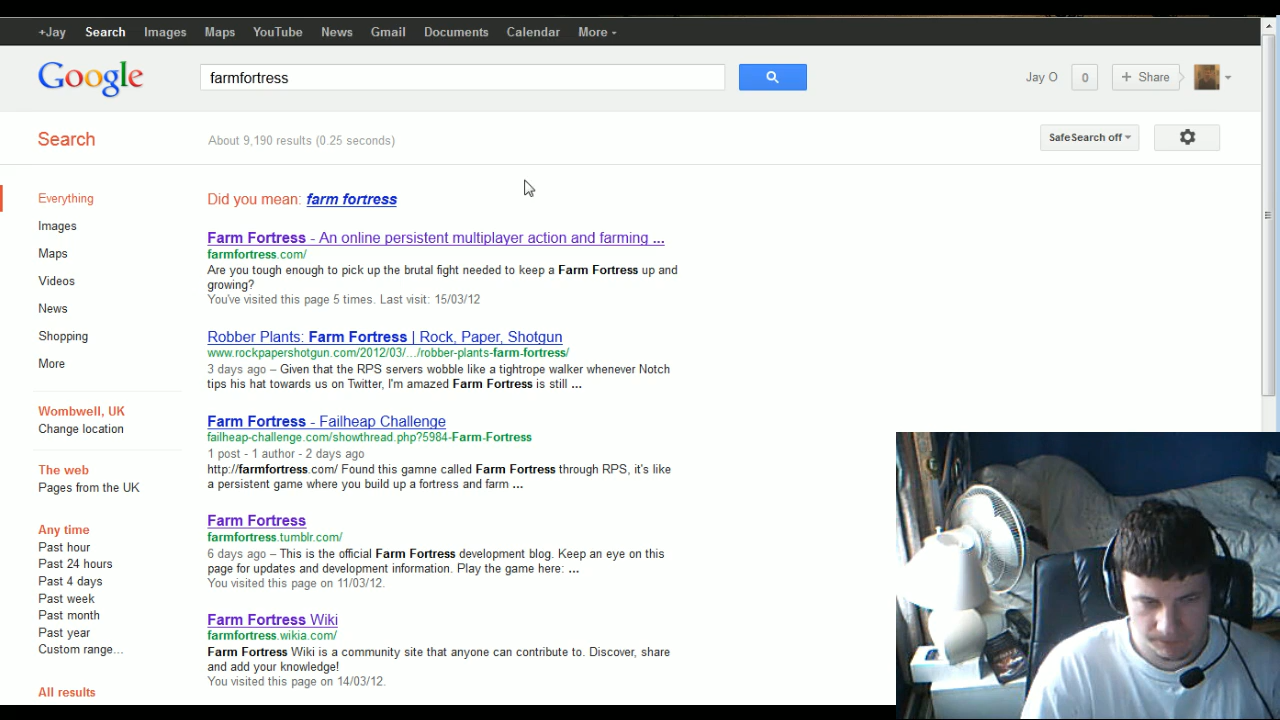 +Jay Search Images Maps YouTube News Gmail Documents Calendar More
Google farmfortress Jay O 0 + Share
Search About 9,190 results (0.25 seconds) SafeSearch off
Everything
Images
Maps
Videos
News
Shopping
More
Wombwell, UK
Change location
The web
Pages from the UK
Any time
Past hour
Past 24 hours
Past 4 days
Past week
Past month
Past year
Custom range...
All results
Did you mean: farm fortress
Farm Fortress - An online persistent multiplayer action and farming ...
farmfortress.com/
Are you tough enough to pick up the brutal fight needed to keep a Farm Fortress up and
growing?
You've visited this page 5 times. Last visit: 15/03/12
Robber Plants: Farm Fortress | Rock, Paper, Shotgun
www.rockpapershotgun.com/2012/03/.../robber-plants-farm-fortress/
3 days ago – Given that the RPS servers wobble like a tightrope walker whenever Notch
tips his hat towards us on Twitter, I'm amazed Farm Fortress is still ...
Farm Fortress - Failheap Challenge
failheap-challenge.com/showthread.php?5984-Farm-Fortress
1 post - 1 author - 2 days ago
http://farmfortress.com/ Found this gamne called Farm Fortress through RPS, it's like
a persistent game where you build up a fortress and farm ...
Farm Fortress
farmfortress.tumblr.com/
6 days ago – This is the official Farm Fortress development blog. Keep an eye on this
page for updates and development information. Play the game here: ...
You visited this page on 11/03/12.
Farm Fortress Wiki
farmfortress.wikia.com/
Farm Fortress Wiki is a community site that anyone can contribute to. Discover, share
and add your knowledge!
You visited this page on 14/03/12.